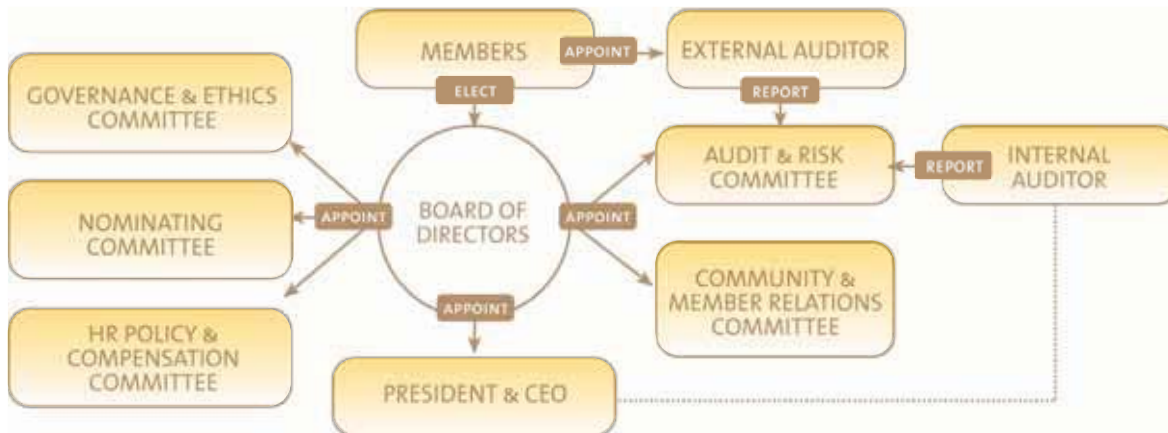 MEMBERS
APPOINT
EXTERNAL AUDITOR
ELECT
REPORT
GOVERNANCE & ETHICS
COMMITTEE
AUDIT & RISK
COMMITTEE
REPORT
INTERNAL
AUDITOR
NOMINATING
COMMITTEE
APPOINT
BOARD OF
DIRECTORS
APPOINT
COMMUNITY &
MEMBER RELATIONS
COMMITTEE
HR POLICY &
COMPENSATION
COMMITTEE
APPOINT
PRESIDENT & CEO